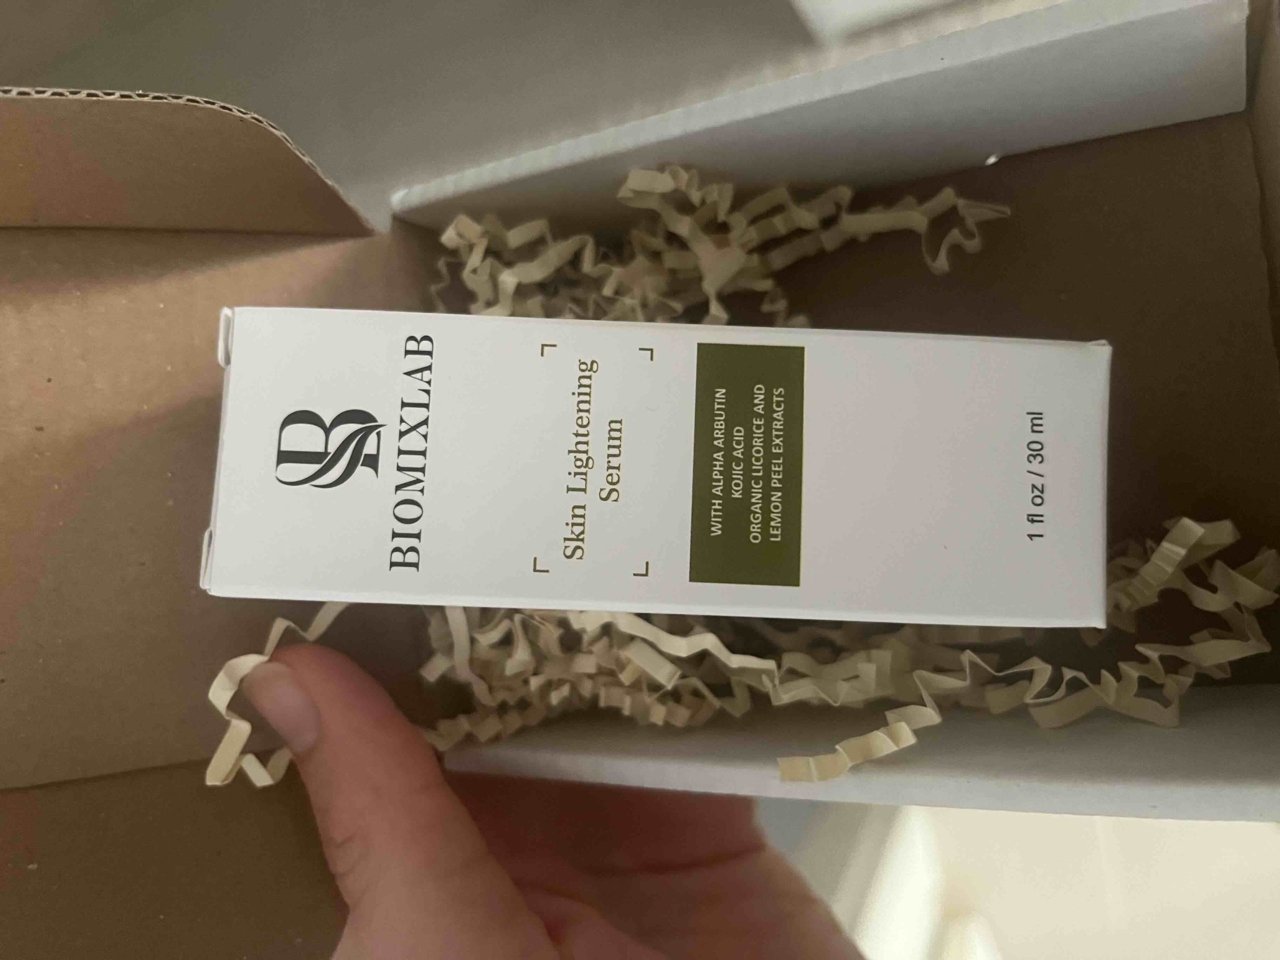 B
BIOMIXLAB
Skin Lightening
Serum
WITH ALPHA ARBUTIN
KOJIC ACID
ORGANIC LICORICE AND
LEMON PEEL EXTRACTS
1 fl oz / 30 ml